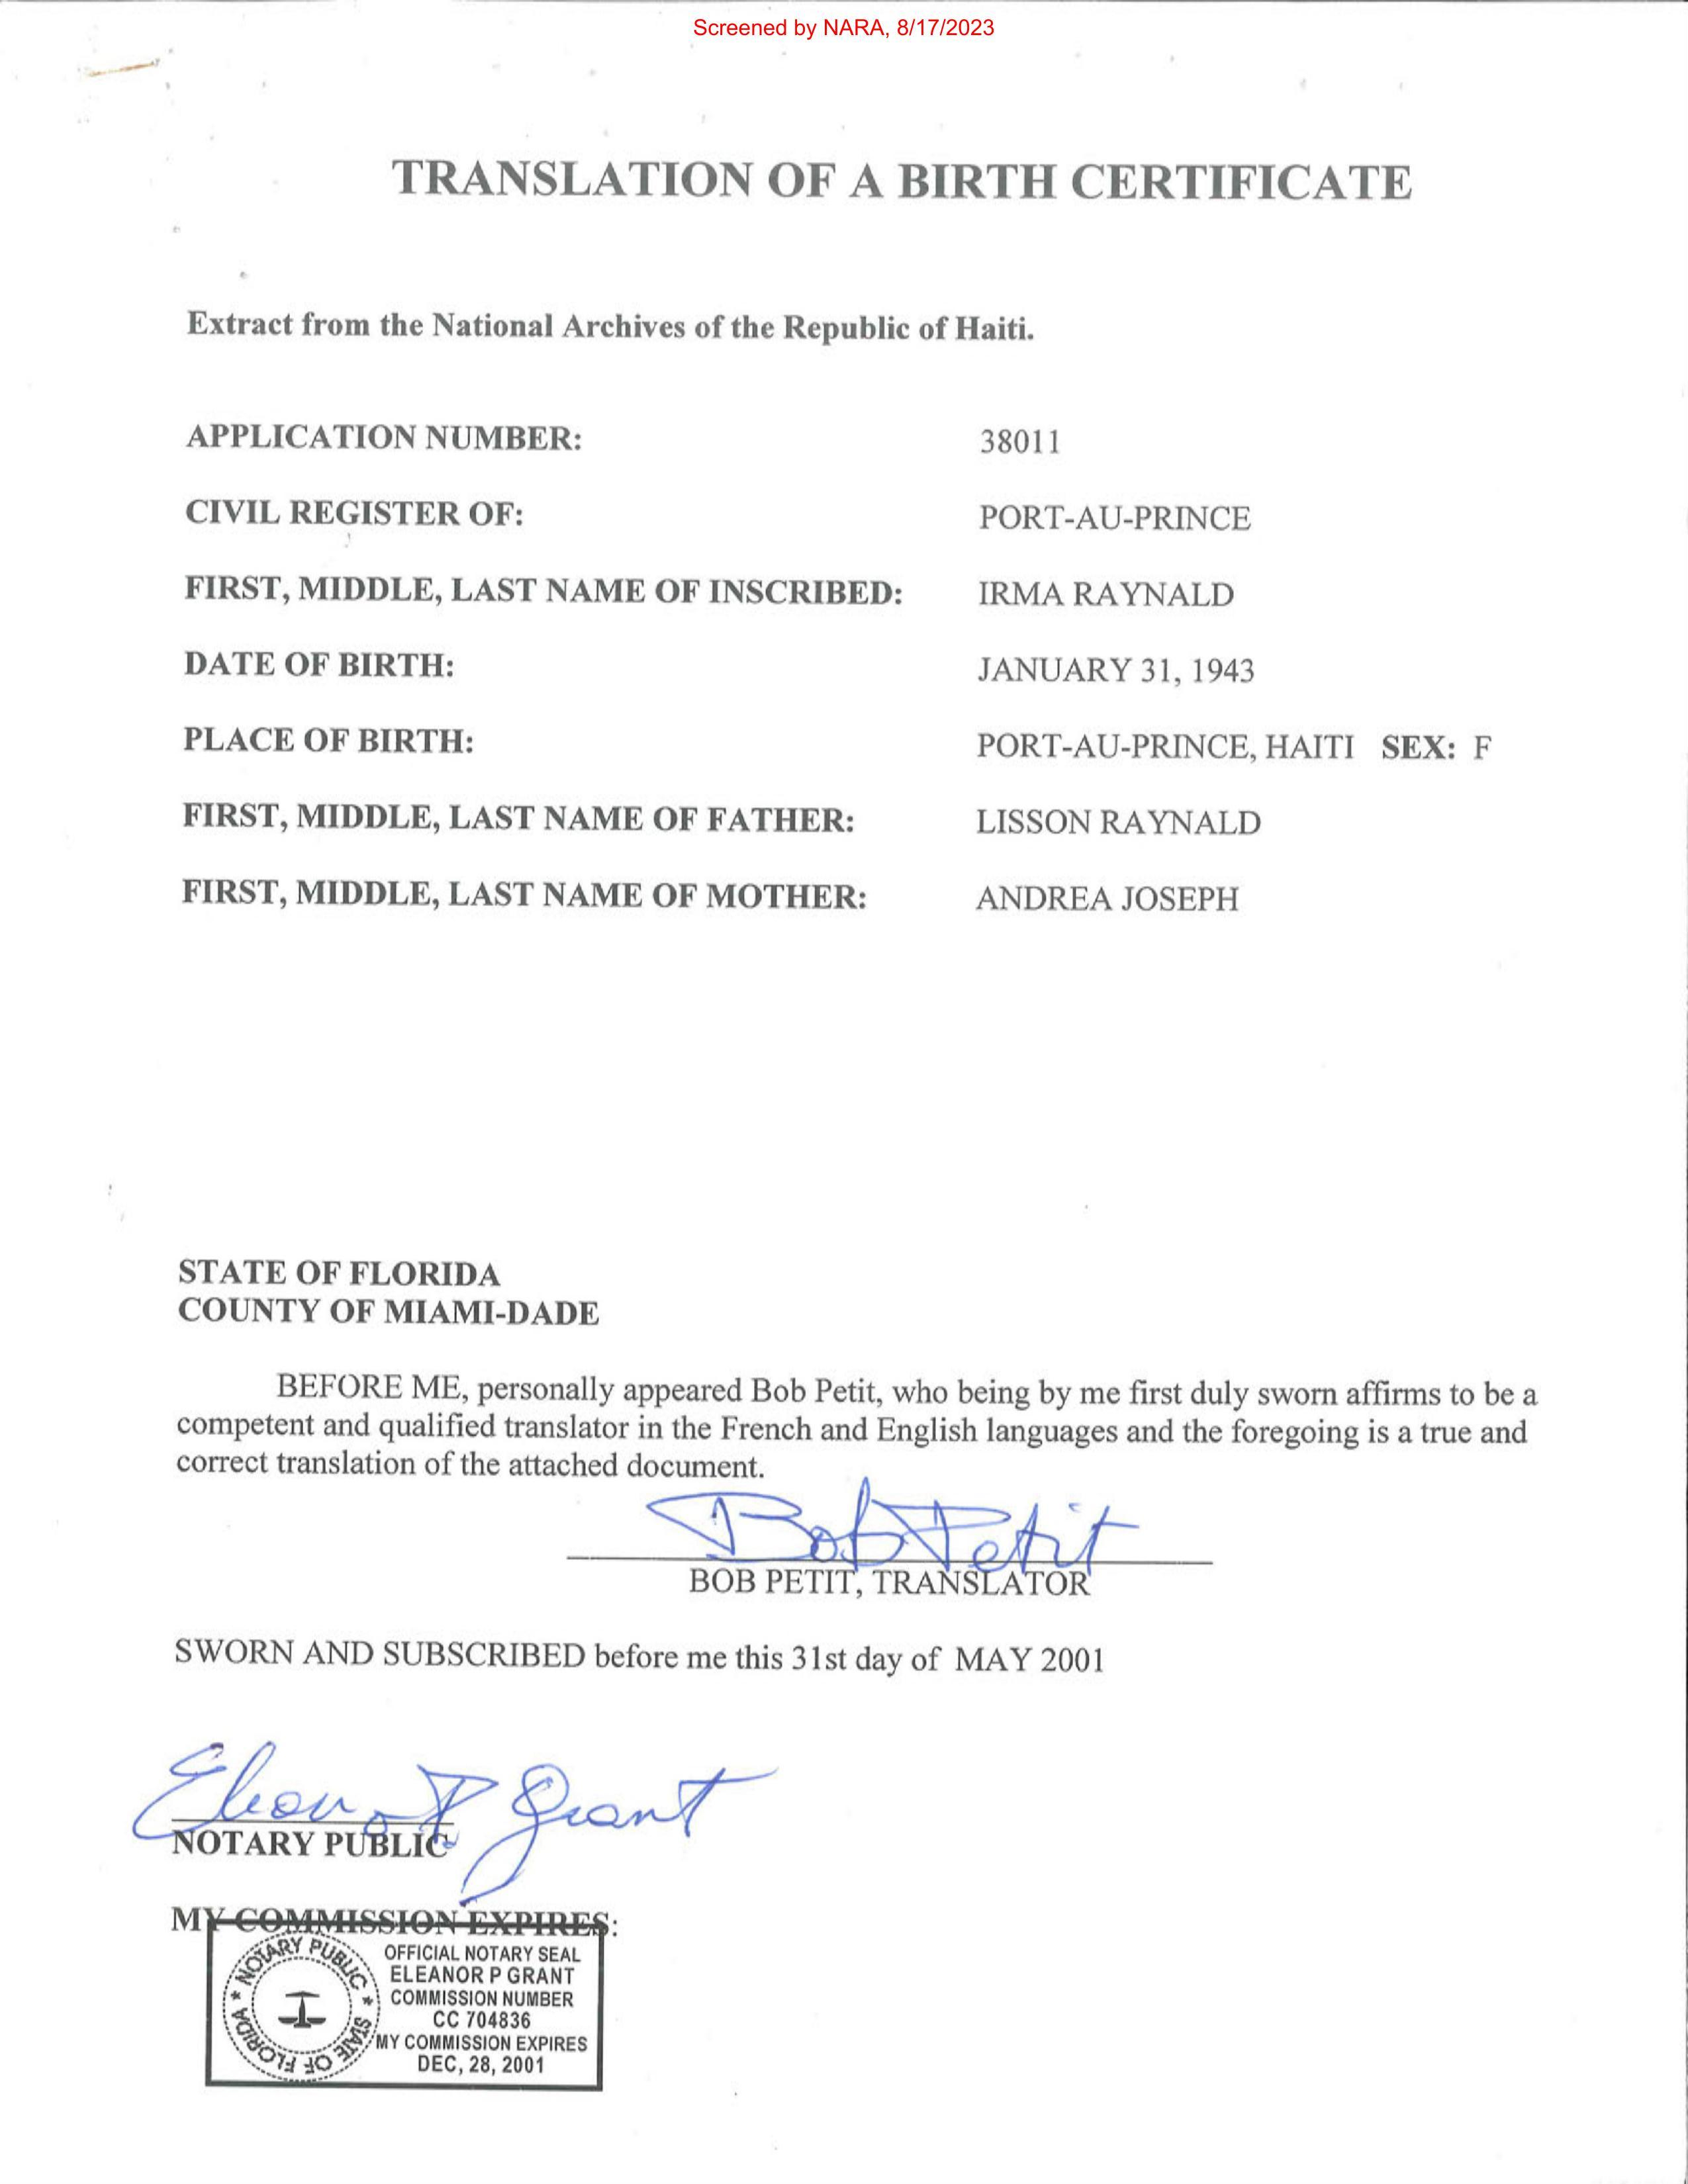 Screened by NARA, 8/17/2023
TRANSLATION OF A BIRTH CERTIFICATE
Extract from the National Archives of the Republic of Haiti.
APPLICATION NUMBER: 38011
CIVIL REGISTER OF: PORT-AU-PRINCE
FIRST, MIDDLE, LAST NAME OF INSCRIBED: IRMA RAYNALD
DATE OF BIRTH: JANUARY 31, 1943
PLACE OF BIRTH: PORT-AU-PRINCE, HAITI SEX: F
FIRST, MIDDLE, LAST NAME OF FATHER: LISSON RAYNALD
FIRST, MIDDLE, LAST NAME OF MOTHER: ANDREA JOSEPH
STATE OF FLORIDA
COUNTY OF MIAMI-DADE
BEFORE ME, personally appeared Bob Petit, who being by me first duly sworn affirms to be a
competent and qualified translator in the French and English languages and the foregoing is a true and
correct translation of the attached document.
Bob Petit
BOB PETIT, TRANSLATOR
SWORN AND SUBSCRIBED before me this 31st day of MAY 2001
Eleanor P Grant
NOTARY PUBLIC
MY COMMISSION EXPIRES:
NOTARY PUBLIC * STATE OF FLORIDA *
OFFICIAL NOTARY SEAL
ELEANOR P GRANT
COMMISSION NUMBER
CC 704836
MY COMMISSION EXPIRES
DEC, 28, 2001